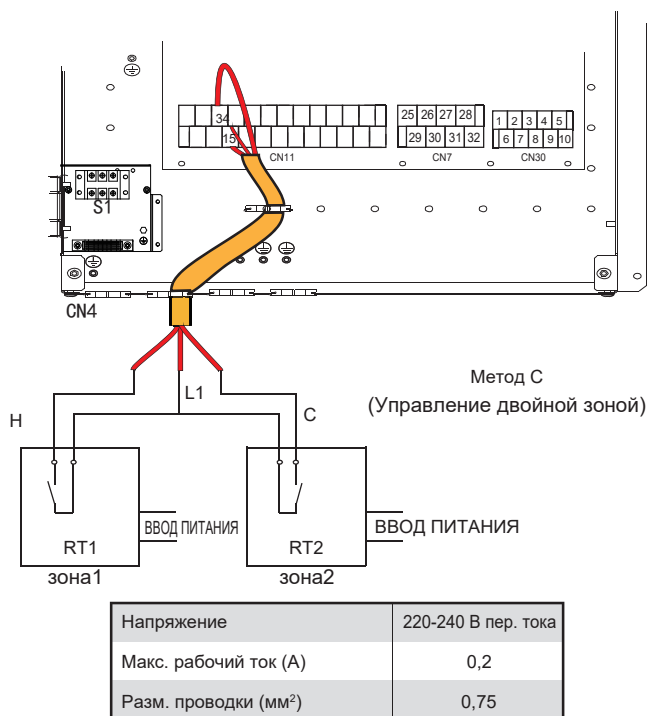 34
25 26 27 28
1 2 3 4 5
15
29 30 31 32
6 7 8 9 10
CN11
CN7
CN30
S1
CN4
L1
H
C
Метод C
(Управление двойной зоной)
RT1
ВВОД ПИТАНИЯ
RT2
ВВОД ПИТАНИЯ
зона1
зона2
Напряжение 220-240 В пер. тока
Макс. рабочий ток (А) 0,2
Разм. проводки (мм²) 0,75